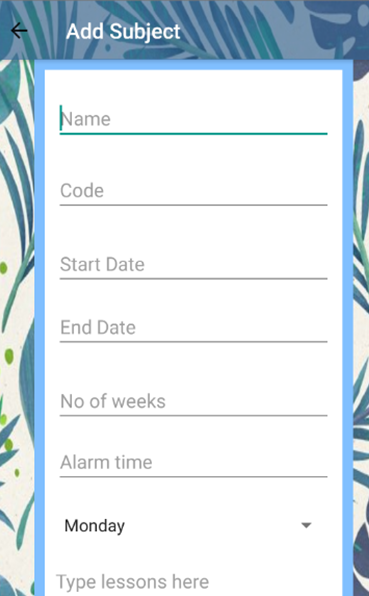 Add Subject
Name
Code
Start Date
End Date
No of weeks
Alarm time
Monday
Type lessons here